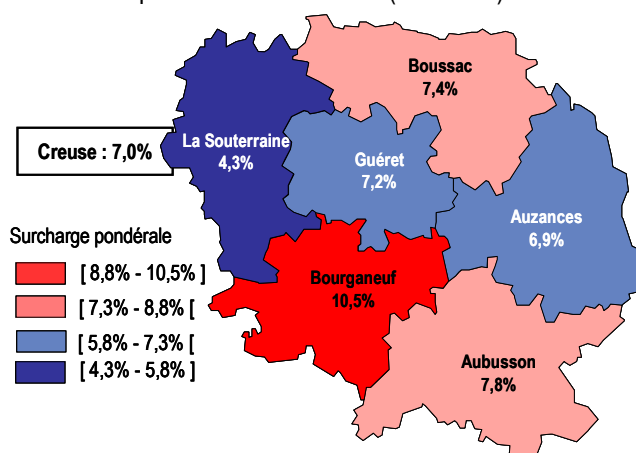 Boussac
7,4%
La Souterraine
4,3%
Creuse : 7,0%
Guéret
7,2%
Auzances
6,9%
Surcharge pondérale
[ 8,8% - 10,5% ]
[ 7,3% - 8,8% [
[ 5,8% - 7,3% [
[ 4,3% - 5,8% ]
Bourganeuf
10,5%
Aubusson
7,8%